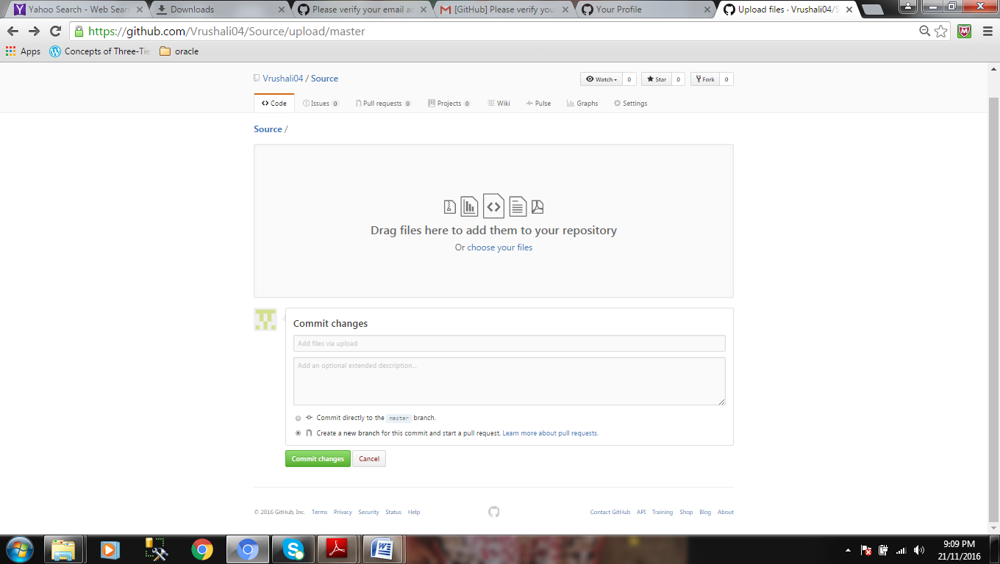 Yahoo Search - Web Sear
Downloads
Please verify your email ad
[GitHub] Please verify you
Your Profile
Upload files · Vrushali04/S
https://github.com/Vrushali04/Source/upload/master
Apps
Concepts of Three-Tie
oracle
Vrushali04 / Source
Watch 0
Star 0
Fork 0
Code
Issues 0
Pull requests 0
Projects 0
Wiki
Pulse
Graphs
Settings
Source /
Drag files here to add them to your repository
Or choose your files
Commit changes
Add files via upload
Add an optional extended description...
Commit directly to the master branch.
Create a new branch for this commit and start a pull request. Learn more about pull requests.
Commit changes
Cancel
© 2016 GitHub, Inc. Terms Privacy Security Status Help
Contact GitHub API Training Shop Blog About
9:09 PM
21/11/2016